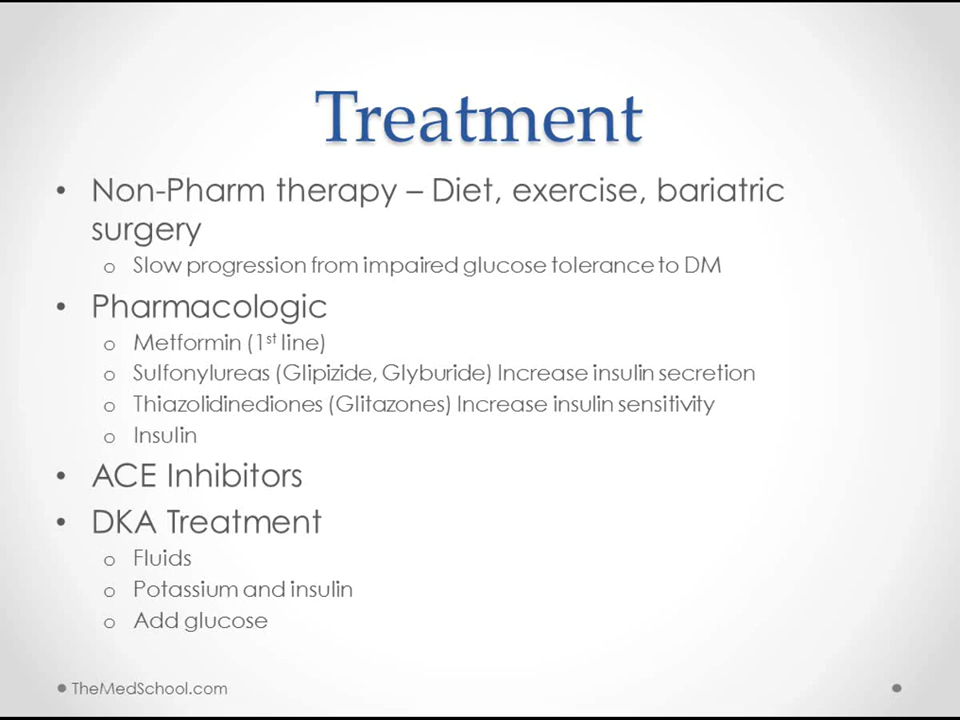 Treatment
• Non-Pharm therapy – Diet, exercise, bariatric
surgery
o Slow progression from impaired glucose tolerance to DM
• Pharmacologic
o Metformin (1st line)
o Sulfonylureas (Glipizide, Glyburide) Increase insulin secretion
o Thiazolidinediones (Glitazones) Increase insulin sensitivity
o Insulin
• ACE Inhibitors
• DKA Treatment
o Fluids
o Potassium and insulin
o Add glucose
• TheMedSchool.com